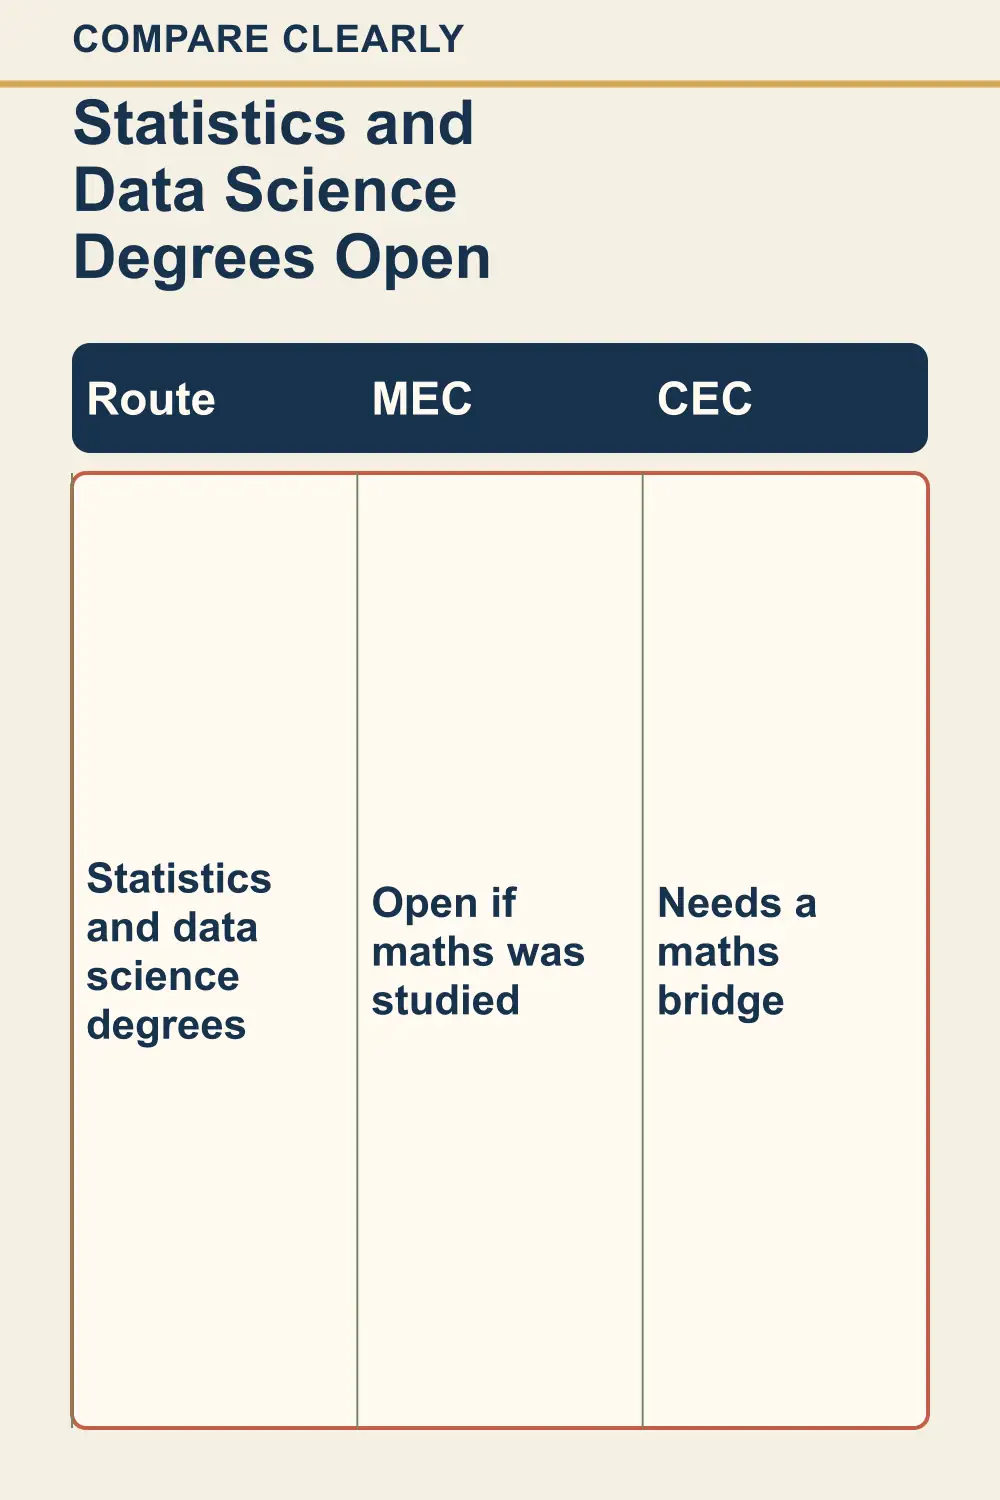 COMPARE CLEARLY
Statistics and
Data Science
Degrees Open
Route MEC CEC
Statistics
and data
science
degrees
Open if
maths was
studied
Needs a
maths
bridge